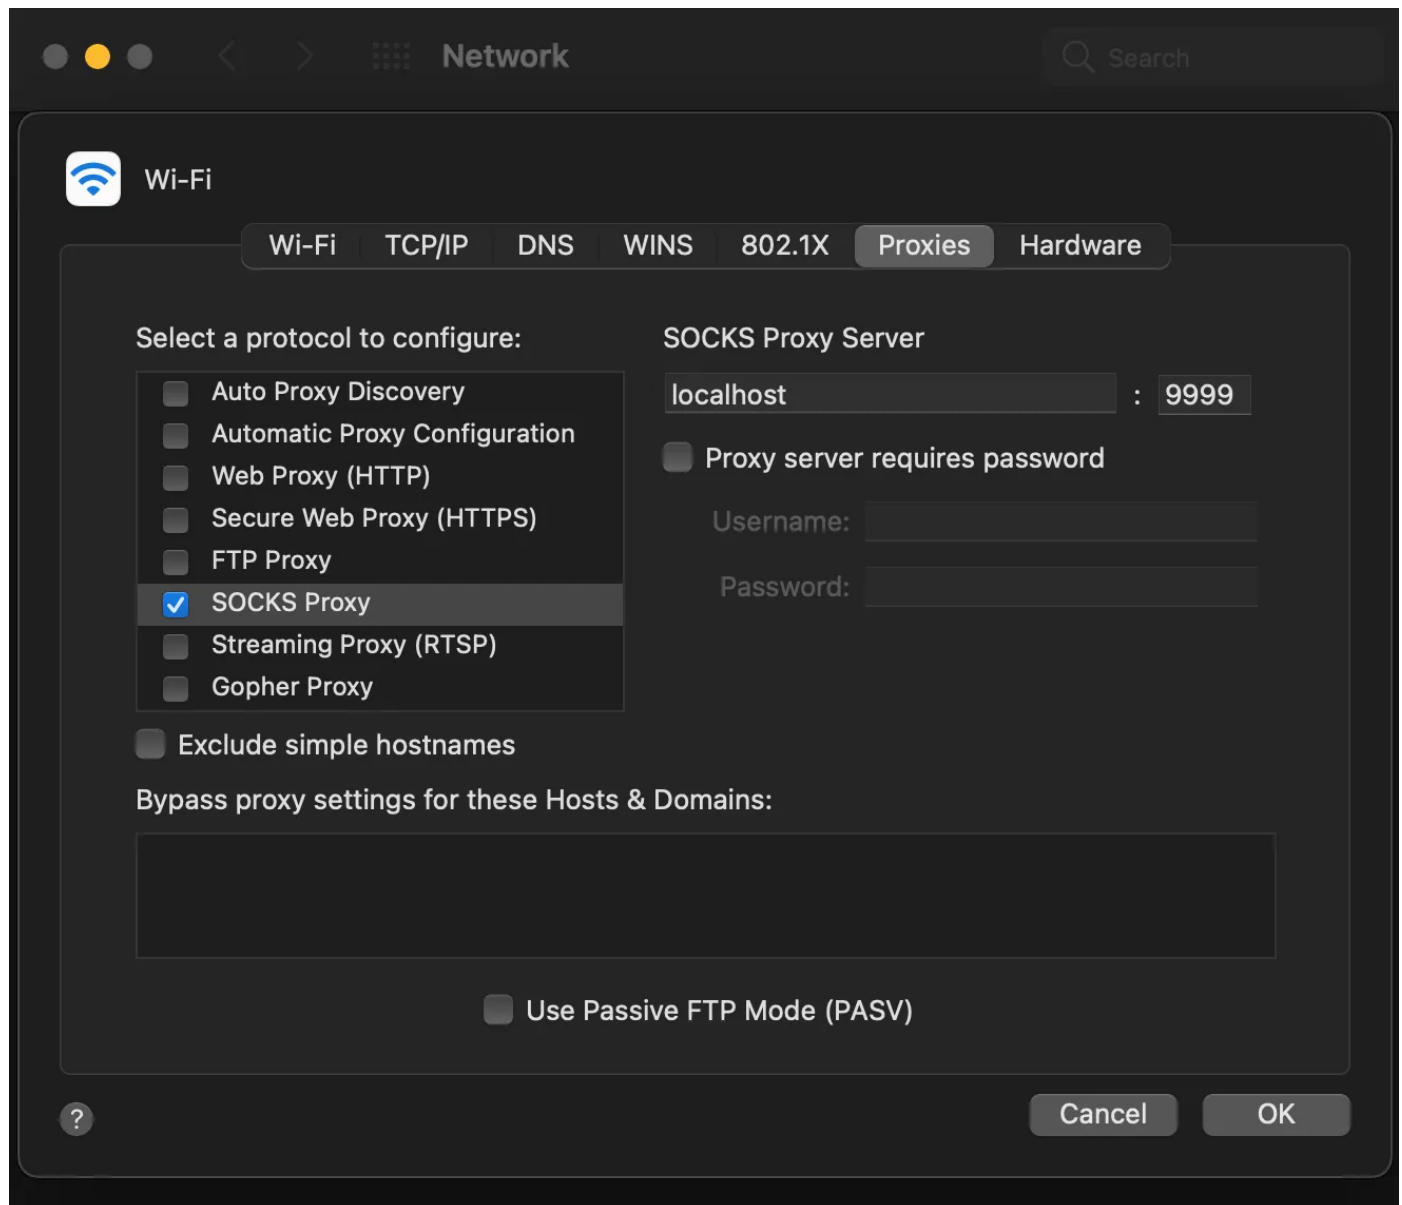 Network
Search
Wi-Fi
Wi-Fi TCP/IP DNS WINS 802.1X Proxies Hardware
Select a protocol to configure:
Auto Proxy Discovery
Automatic Proxy Configuration
Web Proxy (HTTP)
Secure Web Proxy (HTTPS)
FTP Proxy
SOCKS Proxy
Streaming Proxy (RTSP)
Gopher Proxy
Exclude simple hostnames
SOCKS Proxy Server
localhost : 9999
Proxy server requires password
Username:
Password:
Bypass proxy settings for these Hosts & Domains:
Use Passive FTP Mode (PASV)
?
Cancel OK